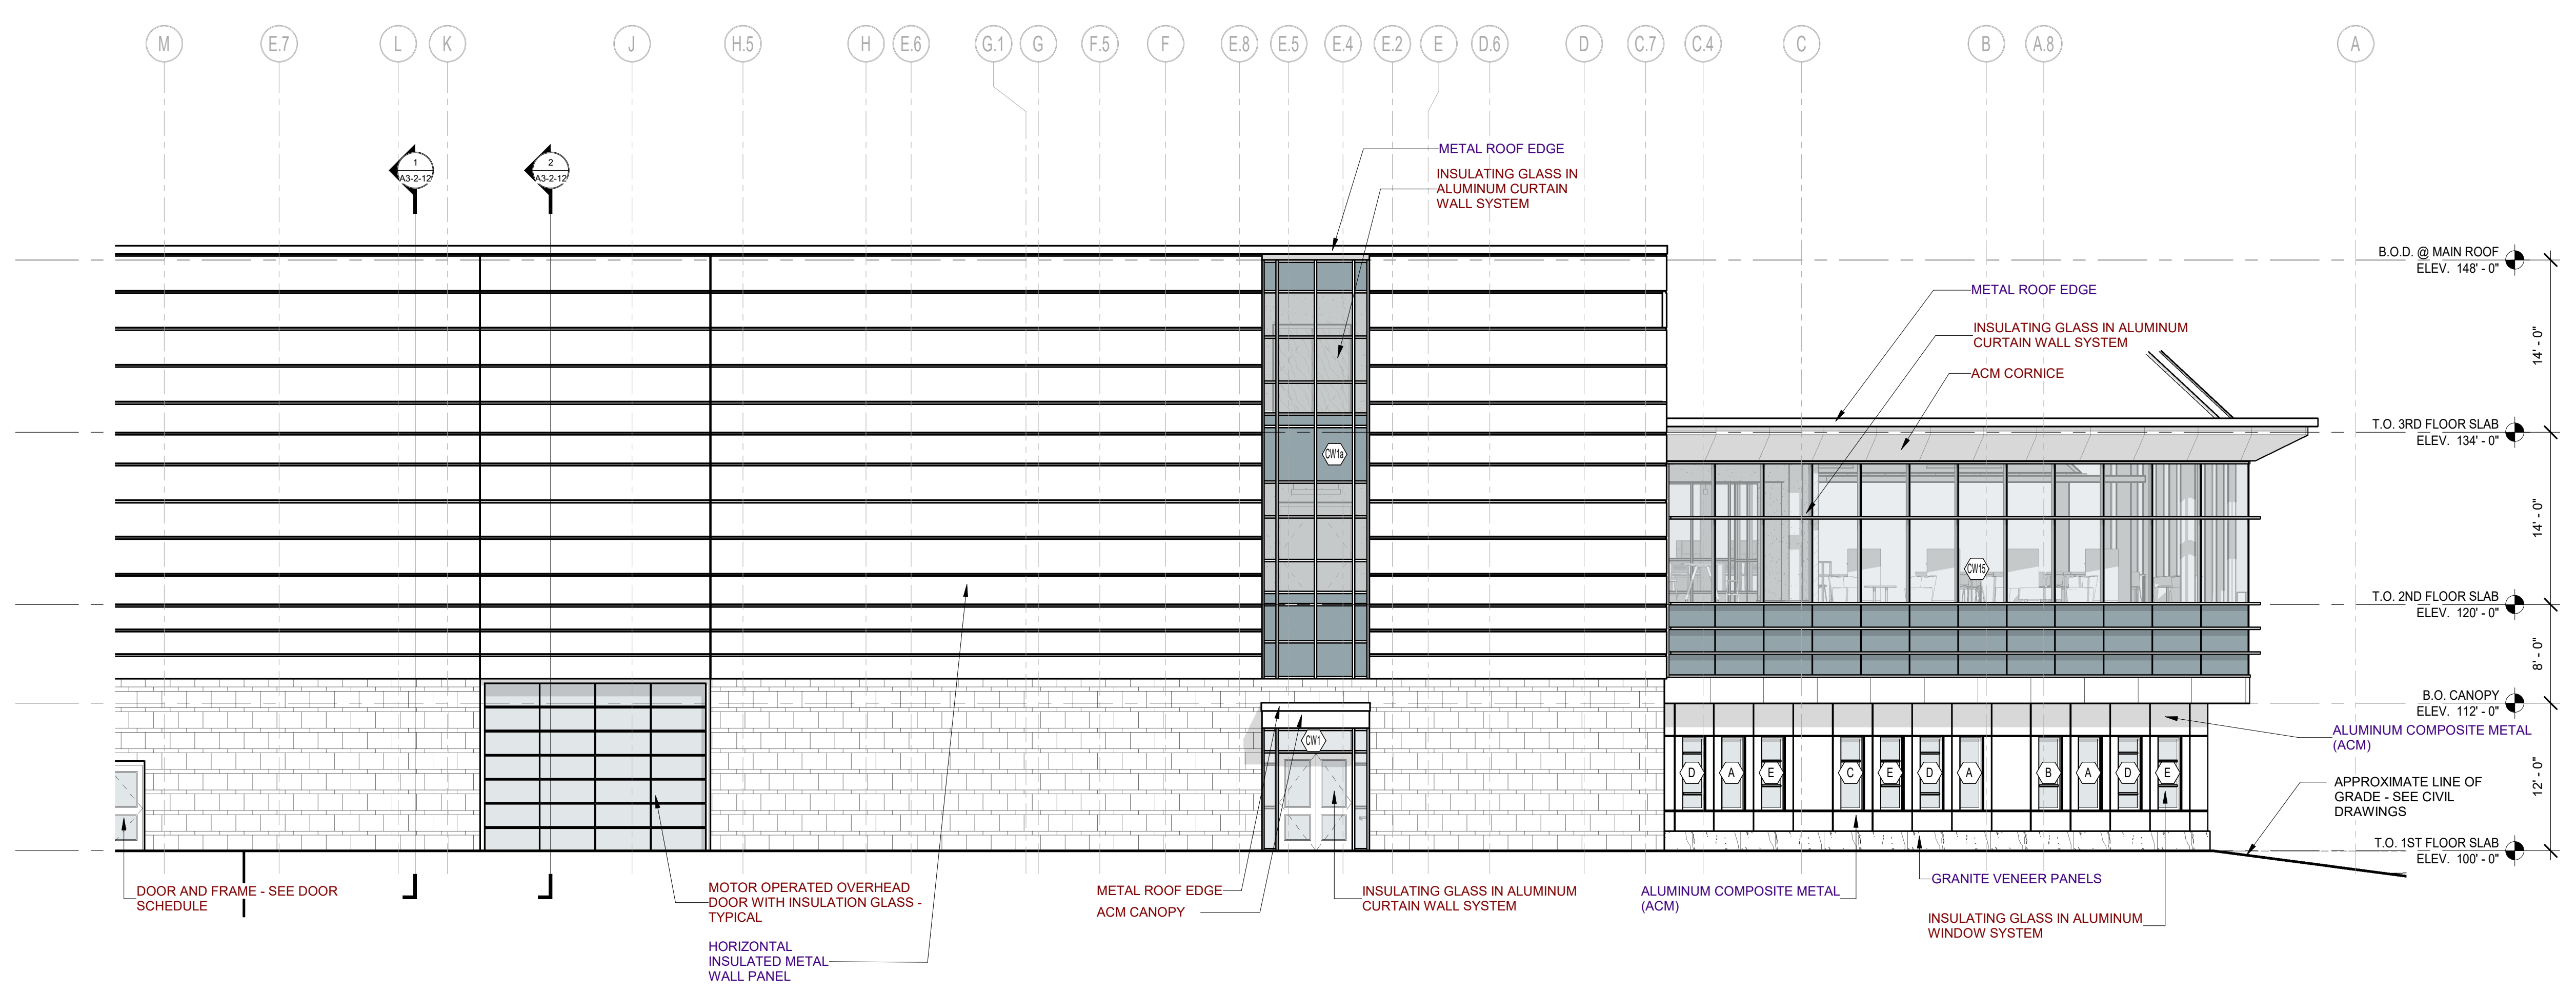 M E.7 L K J H.5 H E.6 G.1 G F.5 F E.8 E.5 E.4 E.2 E D.6 D C.7 C.4 C B A.8 A
1
A3-2-12
2
A3-2-12
METAL ROOF EDGE
INSULATING GLASS IN
ALUMINUM CURTAIN
WALL SYSTEM
B.O.D. @ MAIN ROOF
ELEV. 148' - 0"
METAL ROOF EDGE
INSULATING GLASS IN ALUMINUM
CURTAIN WALL SYSTEM
14' - 0"
ACM CORNICE
T.O. 3RD FLOOR SLAB
ELEV. 134' - 0"
CW1a
14' - 0"
CW15
T.O. 2ND FLOOR SLAB
ELEV. 120' - 0"
8' - 0"
B.O. CANOPY
ELEV. 112' - 0"
ALUMINUM COMPOSITE METAL
(ACM)
CW1
D A E C E D A B A D E
12' - 0"
APPROXIMATE LINE OF
GRADE - SEE CIVIL
DRAWINGS
T.O. 1ST FLOOR SLAB
ELEV. 100' - 0"
DOOR AND FRAME - SEE DOOR
SCHEDULE
MOTOR OPERATED OVERHEAD
DOOR WITH INSULATION GLASS -
TYPICAL
HORIZONTAL
INSULATED METAL
WALL PANEL
METAL ROOF EDGE
ACM CANOPY
INSULATING GLASS IN ALUMINUM
CURTAIN WALL SYSTEM
ALUMINUM COMPOSITE METAL
(ACM)
GRANITE VENEER PANELS
INSULATING GLASS IN ALUMINUM
WINDOW SYSTEM